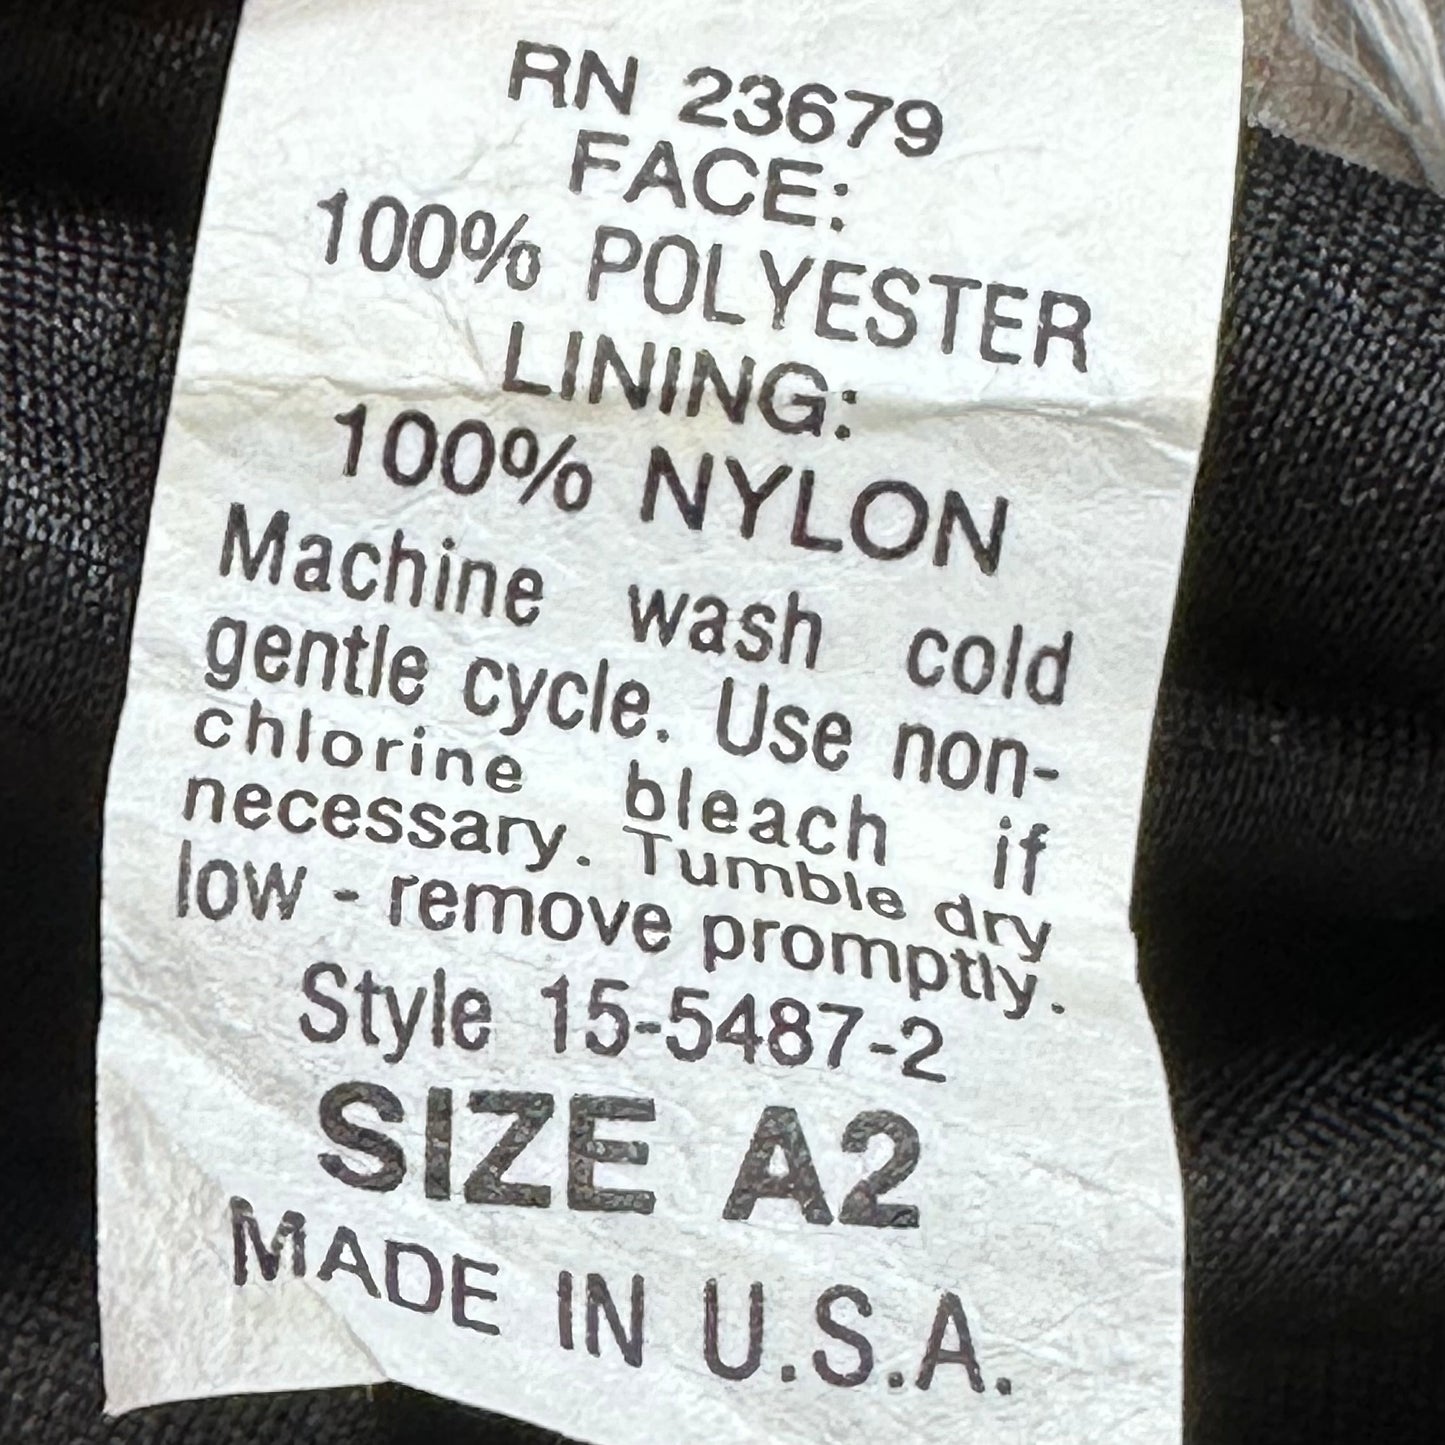 RN 23679
FACE:
100% POLYESTER
LINING:
100% NYLON
Machine wash cold
gentle cycle. Use non-
chlorine bleach if
necessary. Tumble dry
low - remove promptly.
Style 15-5487-2
SIZE A2
MADE IN U.S.A.